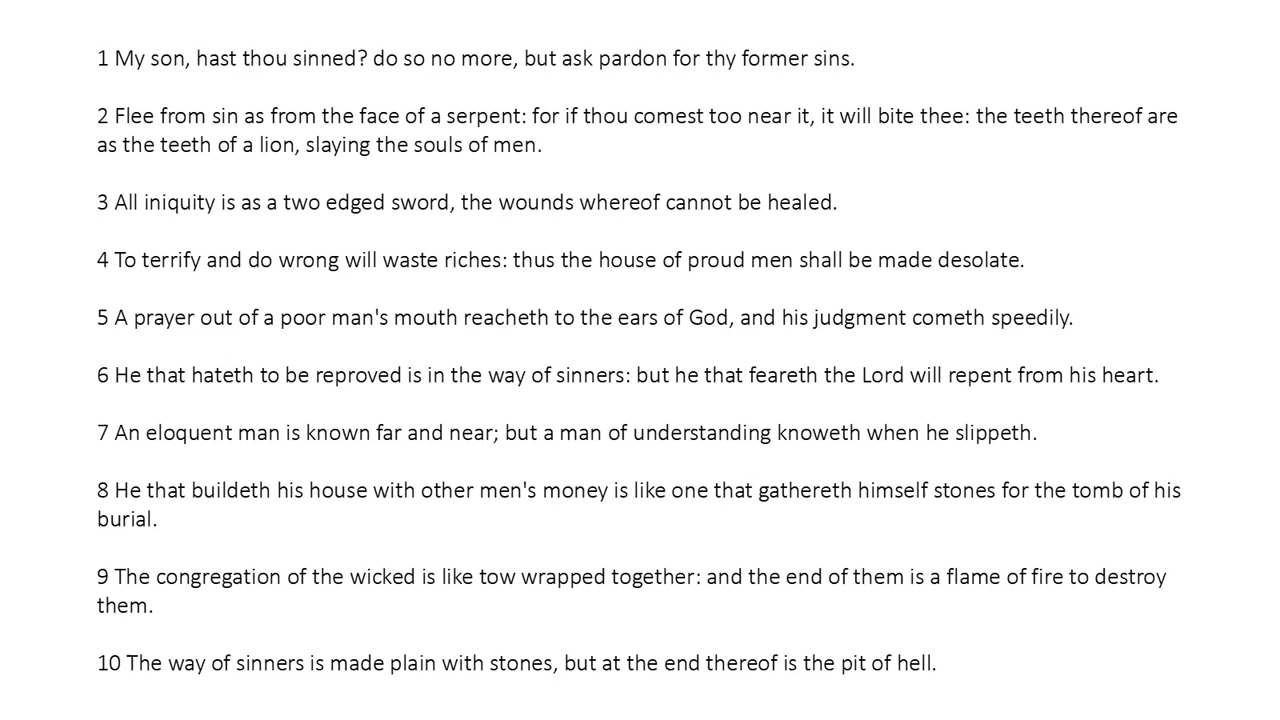 1 My son, hast thou sinned? do so no more, but ask pardon for thy former sins.
2 Flee from sin as from the face of a serpent: for if thou comest too near it, it will bite thee: the teeth thereof are
as the teeth of a lion, slaying the souls of men.
3 All iniquity is as a two edged sword, the wounds whereof cannot be healed.
4 To terrify and do wrong will waste riches: thus the house of proud men shall be made desolate.
5 A prayer out of a poor man's mouth reacheth to the ears of God, and his judgment cometh speedily.
6 He that hateth to be reproved is in the way of sinners: but he that feareth the Lord will repent from his heart.
7 An eloquent man is known far and near; but a man of understanding knoweth when he slippeth.
8 He that buildeth his house with other men's money is like one that gathereth himself stones for the tomb of his
burial.
9 The congregation of the wicked is like tow wrapped together: and the end of them is a flame of fire to destroy
them.
10 The way of sinners is made plain with stones, but at the end thereof is the pit of hell.